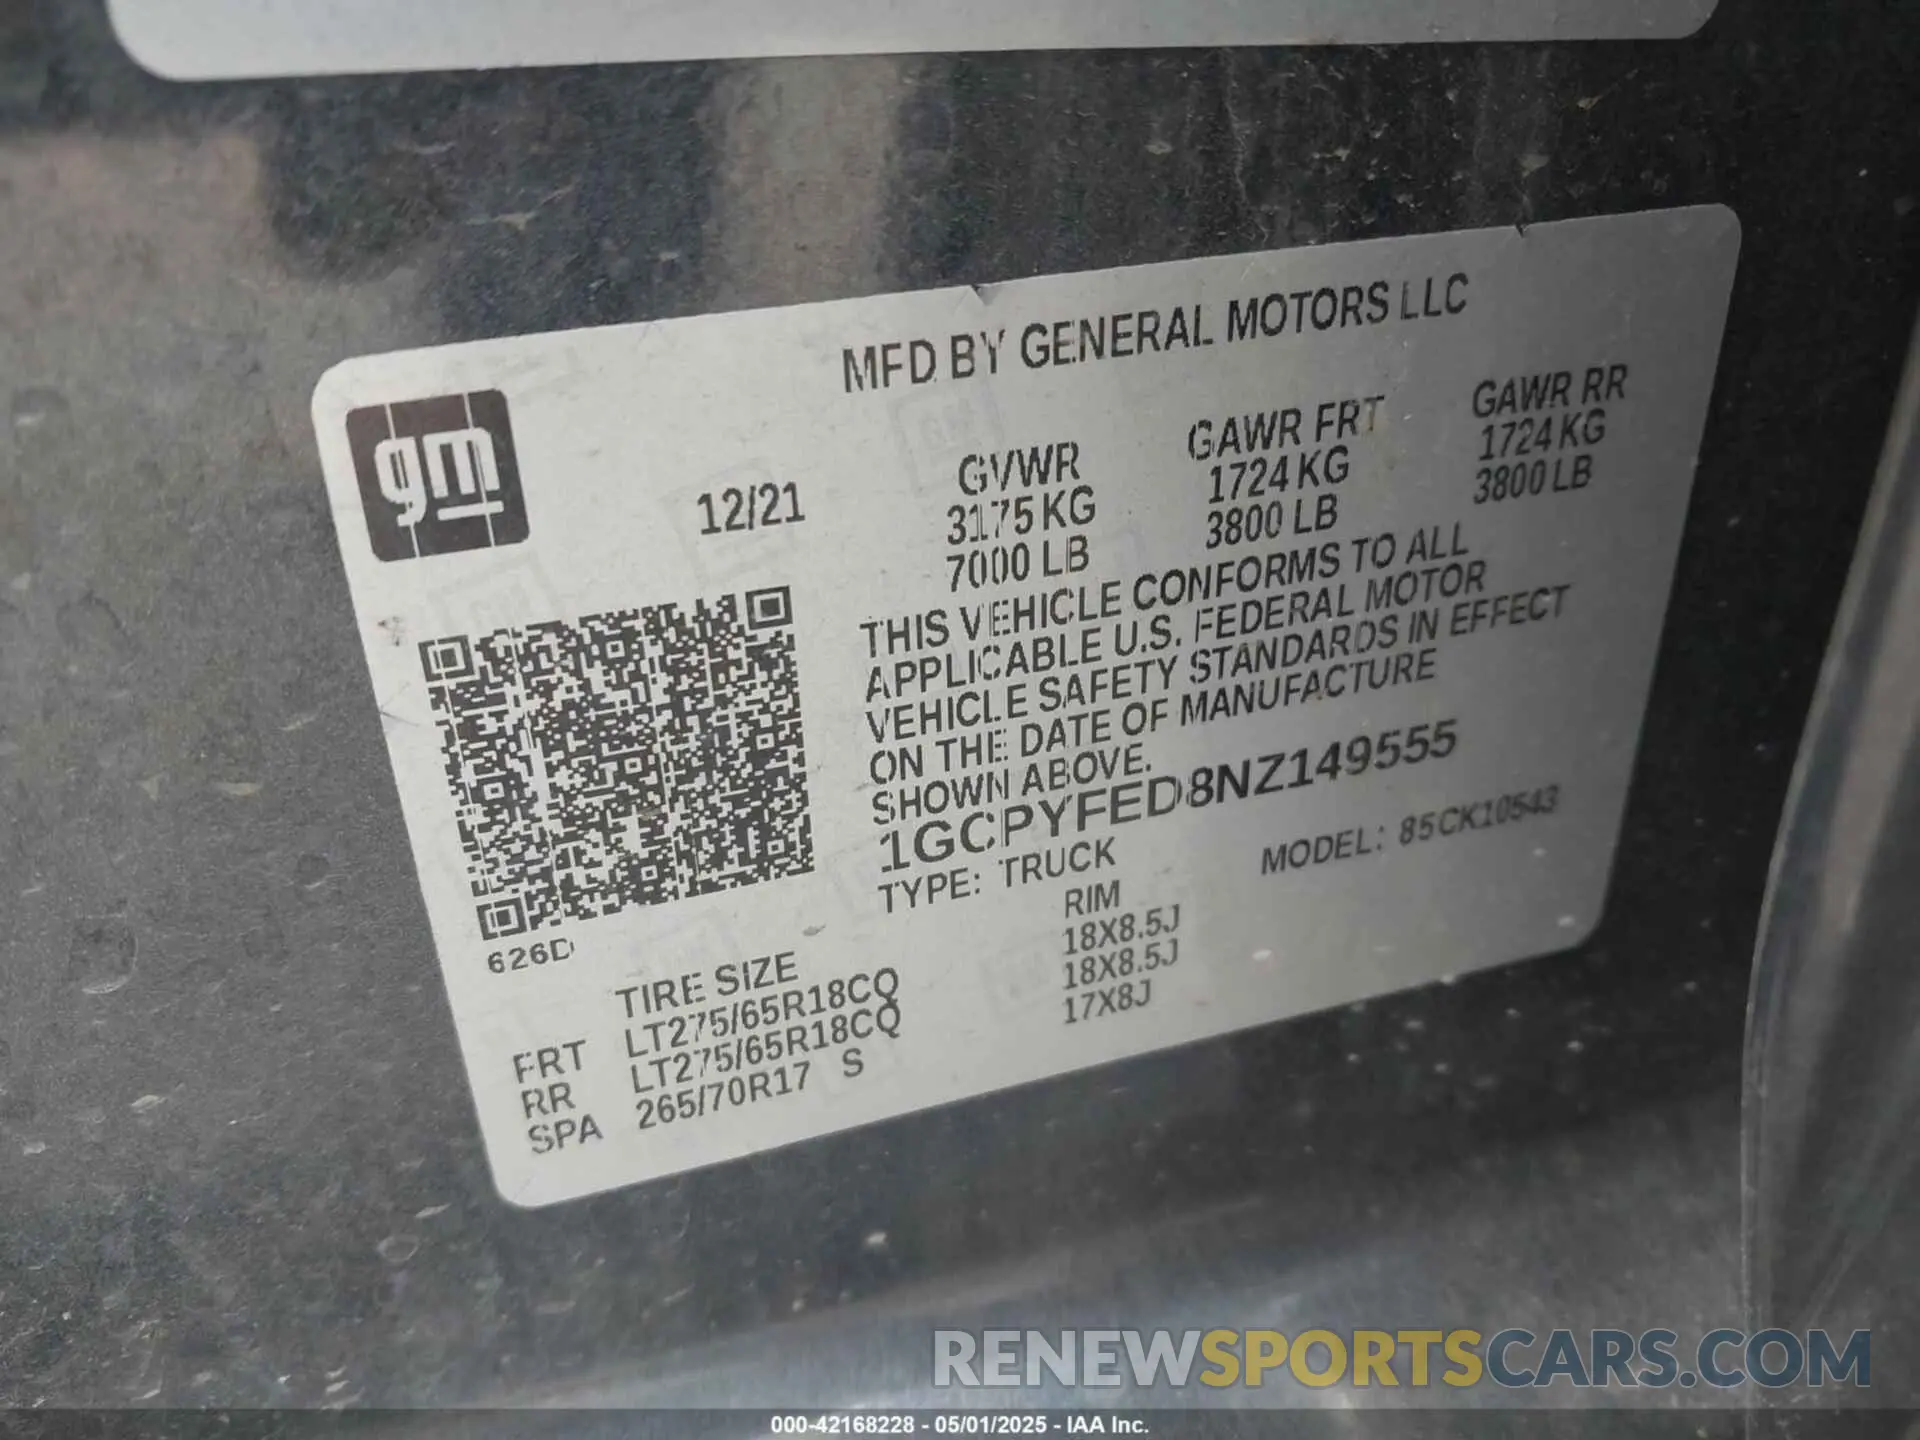 MFD BY GENERAL MOTORS LLC
gm
12/21
GVWR GAWR FRT GAWR RR
3175 KG 1724 KG 1724 KG
7000 LB 3800 LB 3800 LB
THIS VEHICLE CONFORMS TO ALL
APPLICABLE U.S. FEDERAL MOTOR
VEHICLE SAFETY STANDARDS IN EFFECT
ON THE DATE OF MANUFACTURE
SHOWN ABOVE.
1GCPYFED8NZ149555
TYPE: TRUCK MODEL: 85CK10543
626D
TIRE SIZE RIM
FRT LT275/65R18CQ 18X8.5J
RR LT275/65R18CQ 18X8.5J
SPA 265/70R17 S 17X8J
RENEWSPORTSCARS.COM
000-42168228 - 05/01/2025 - IAA Inc.